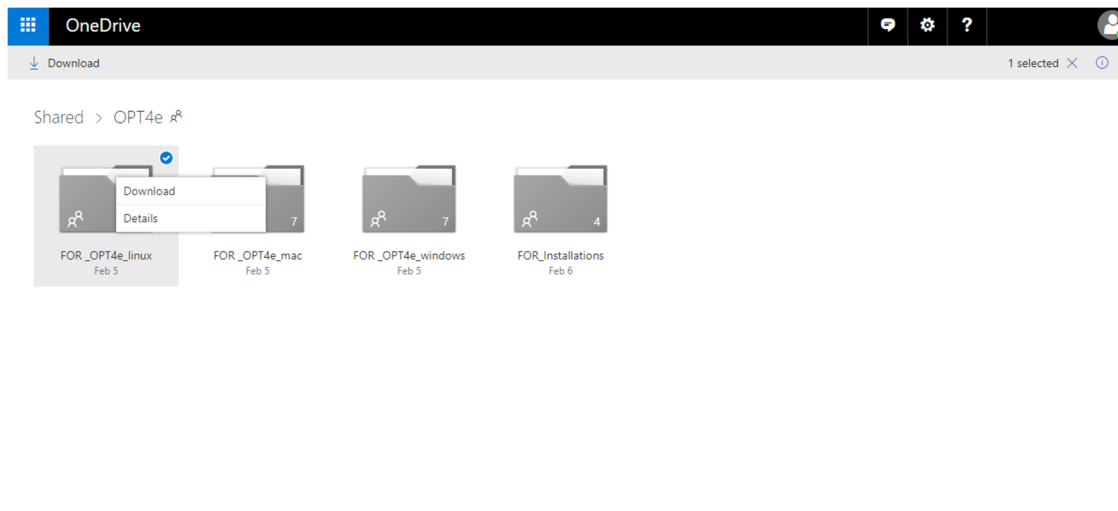 OneDrive
?
Download
1 selected
Shared > OPT4e
Download
Details
7
7
4
FOR _OPT4e_linux
FOR _OPT4e_mac
FOR _OPT4e_windows
FOR_Installations
Feb 5
Feb 5
Feb 5
Feb 6